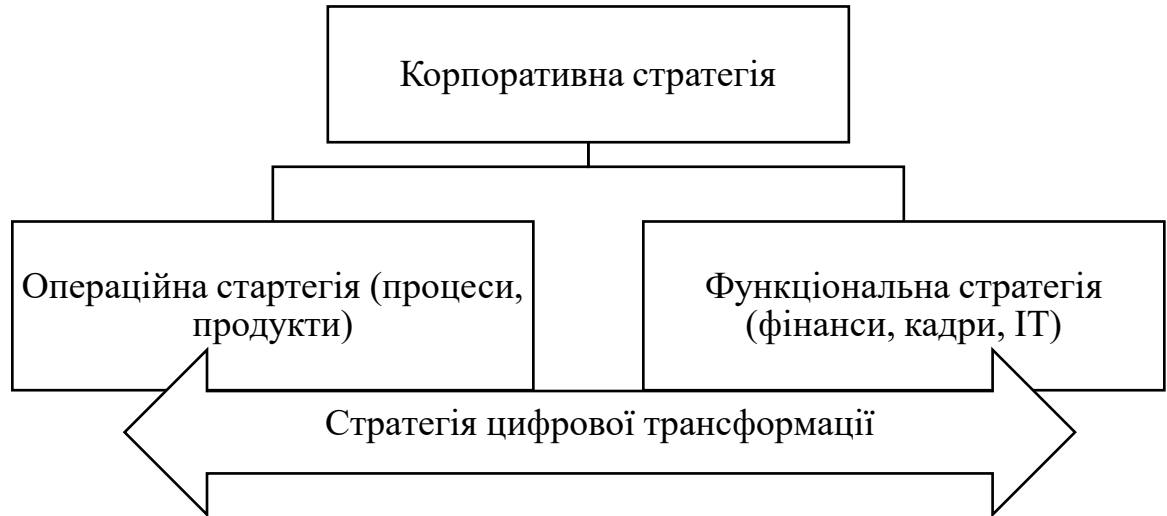 Корпоративна стратегія
Операційна стартегія (процеси,
продукти)
Функціональна стратегія
(фінанси, кадри, ІТ)
Стратегія цифрової трансформації